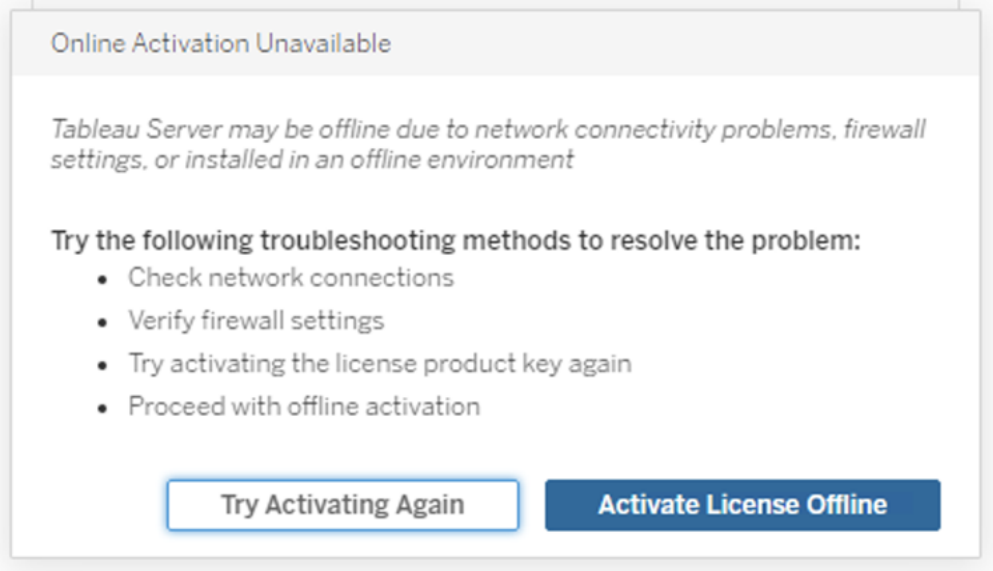 Online Activation Unavailable
Tableau Server may be offline due to network connectivity problems, firewall
settings, or installed in an offline environment
Try the following troubleshooting methods to resolve the problem:
• Check network connections
• Verify firewall settings
• Try activating the license product key again
• Proceed with offline activation
Try Activating Again
Activate License Offline